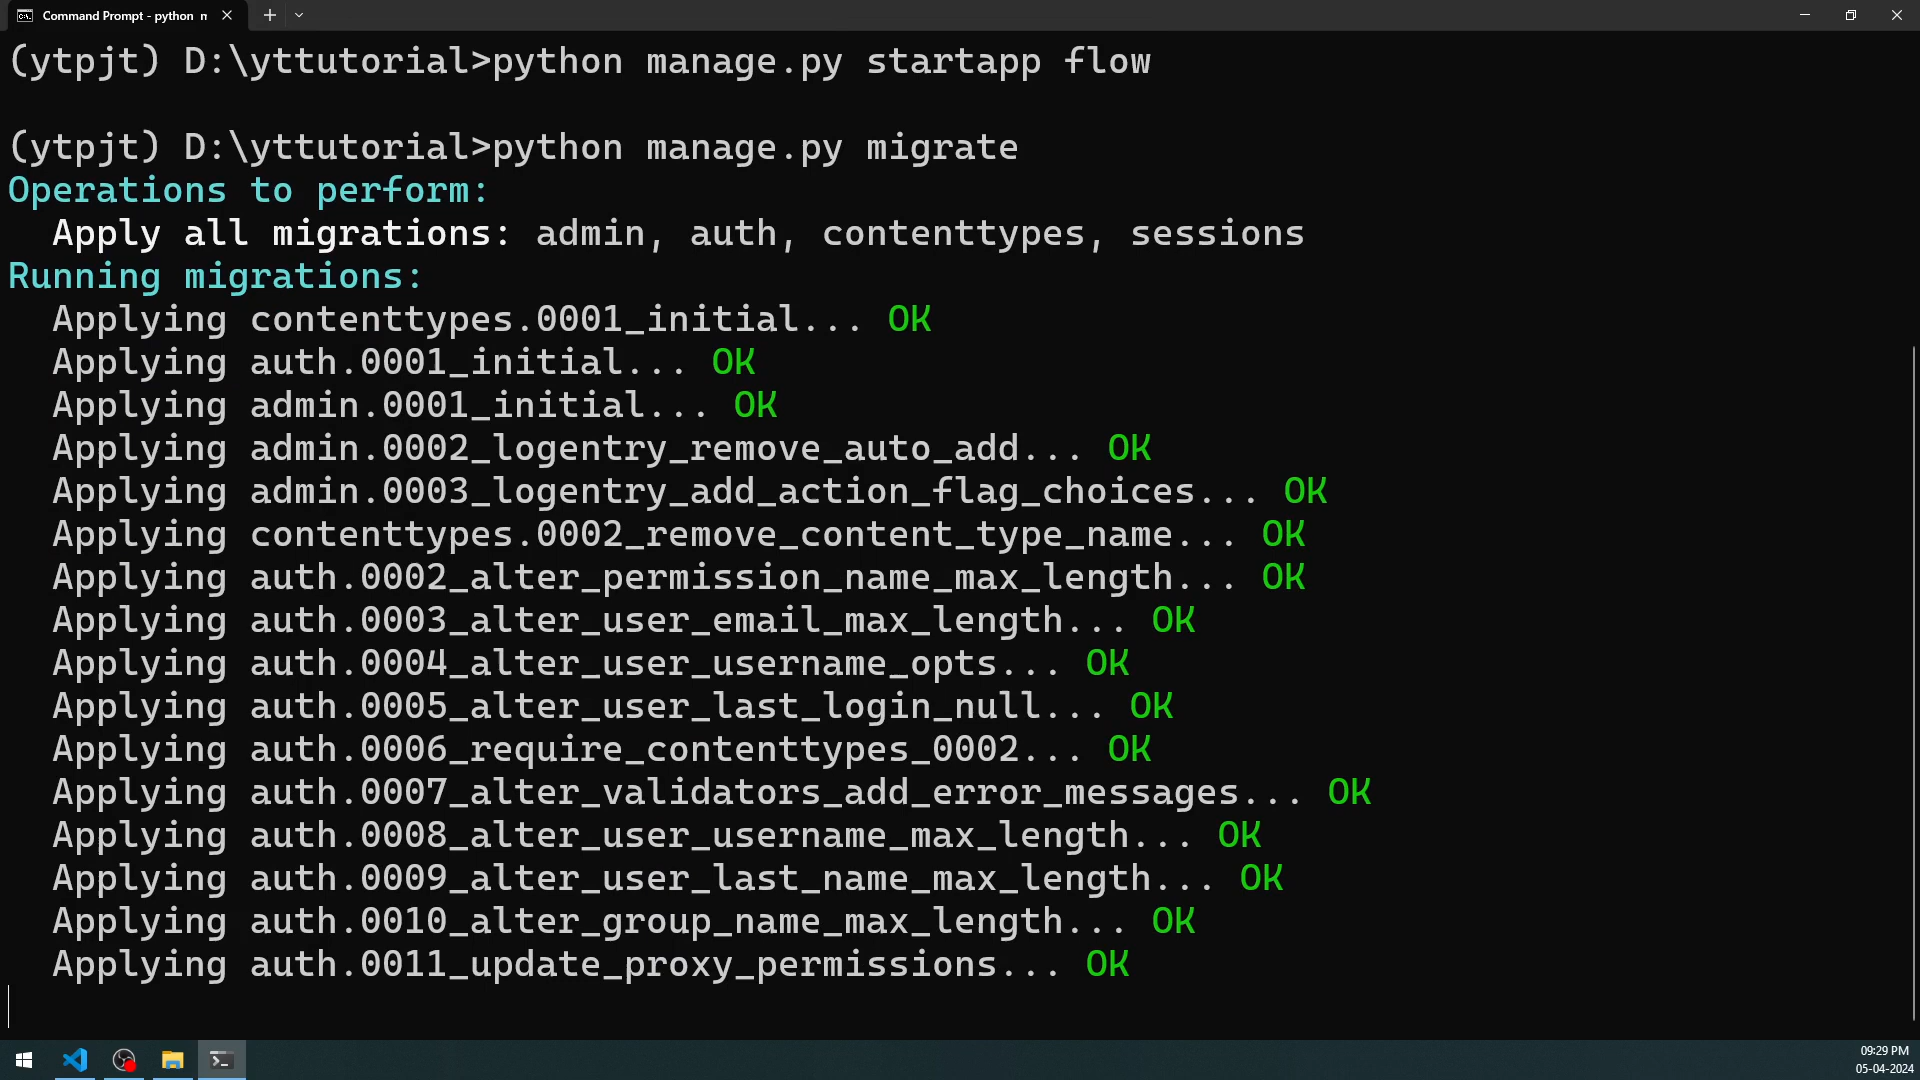 Command Prompt - python m
(ytpjt) D:\yttutorial>python manage.py startapp flow
(ytpjt) D:\yttutorial>python manage.py migrate
Operations to perform:
Apply all migrations: admin, auth, contenttypes, sessions
Running migrations:
Applying contenttypes.0001_initial... OK
Applying auth.0001_initial... OK
Applying admin.0001_initial... OK
Applying admin.0002_logentry_remove_auto_add... OK
Applying admin.0003_logentry_add_action_flag_choices... OK
Applying contenttypes.0002_remove_content_type_name... OK
Applying auth.0002_alter_permission_name_max_length... OK
Applying auth.0003_alter_user_email_max_length... OK
Applying auth.0004_alter_user_username_opts... OK
Applying auth.0005_alter_user_last_login_null... OK
Applying auth.0006_require_contenttypes_0002... OK
Applying auth.0007_alter_validators_add_error_messages... OK
Applying auth.0008_alter_user_username_max_length... OK
Applying auth.0009_alter_user_last_name_max_length... OK
Applying auth.0010_alter_group_name_max_length... OK
Applying auth.0011_update_proxy_permissions... OK
09:29 PM
05-04-2024